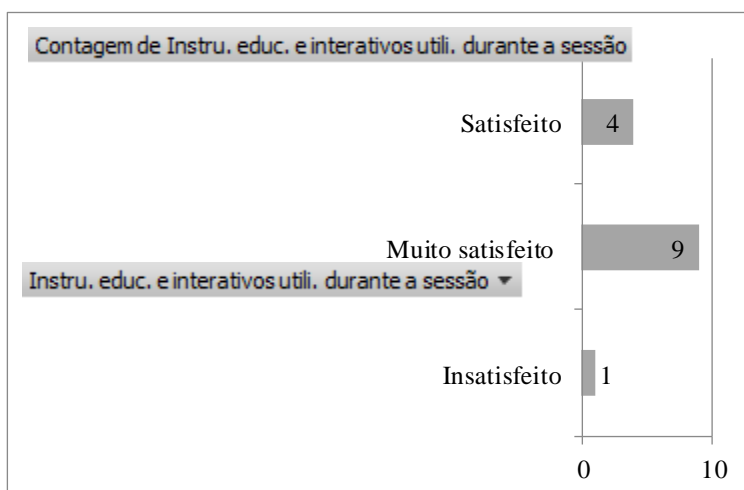 Contagem de Instru. educ. e interativos utili. durante a sessão
Satisfeito 4
Muito satisfeito 9
Instru. educ. e interativos utili. durante a sessão
Insatisfeito 1
0 10